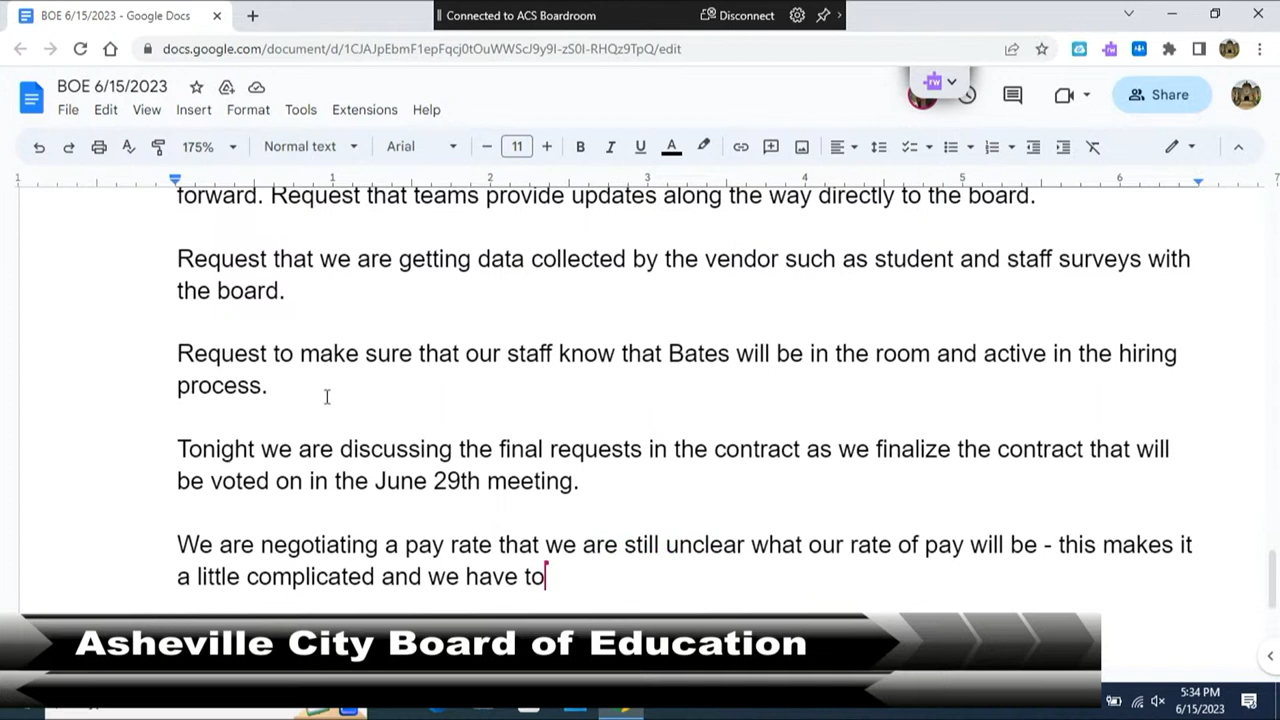 BOE 6/15/2023 - Google Docs
Connected to ACS Boardroom
Disconnect
docs.google.com/document/d/1CJAJpEbmF1epFqcj0tOuWWScJ9y9I-zS0I-RHQz9TpQ/edit
BOE 6/15/2023
File Edit View Insert Format Tools Extensions Help
Share
175% Normal text Arial 11
1 1 2 3 4 5 6 7
forward. Request that teams provide updates along the way directly to the board.
Request that we are getting data collected by the vendor such as student and staff surveys with
the board.
Request to make sure that our staff know that Bates will be in the room and active in the hiring
process.
Tonight we are discussing the final requests in the contract as we finalize the contract that will
be voted on in the June 29th meeting.
We are negotiating a pay rate that we are still unclear what our rate of pay will be - this makes it
a little complicated and we have to
Asheville City Board of Education
5:34 PM
6/15/2023